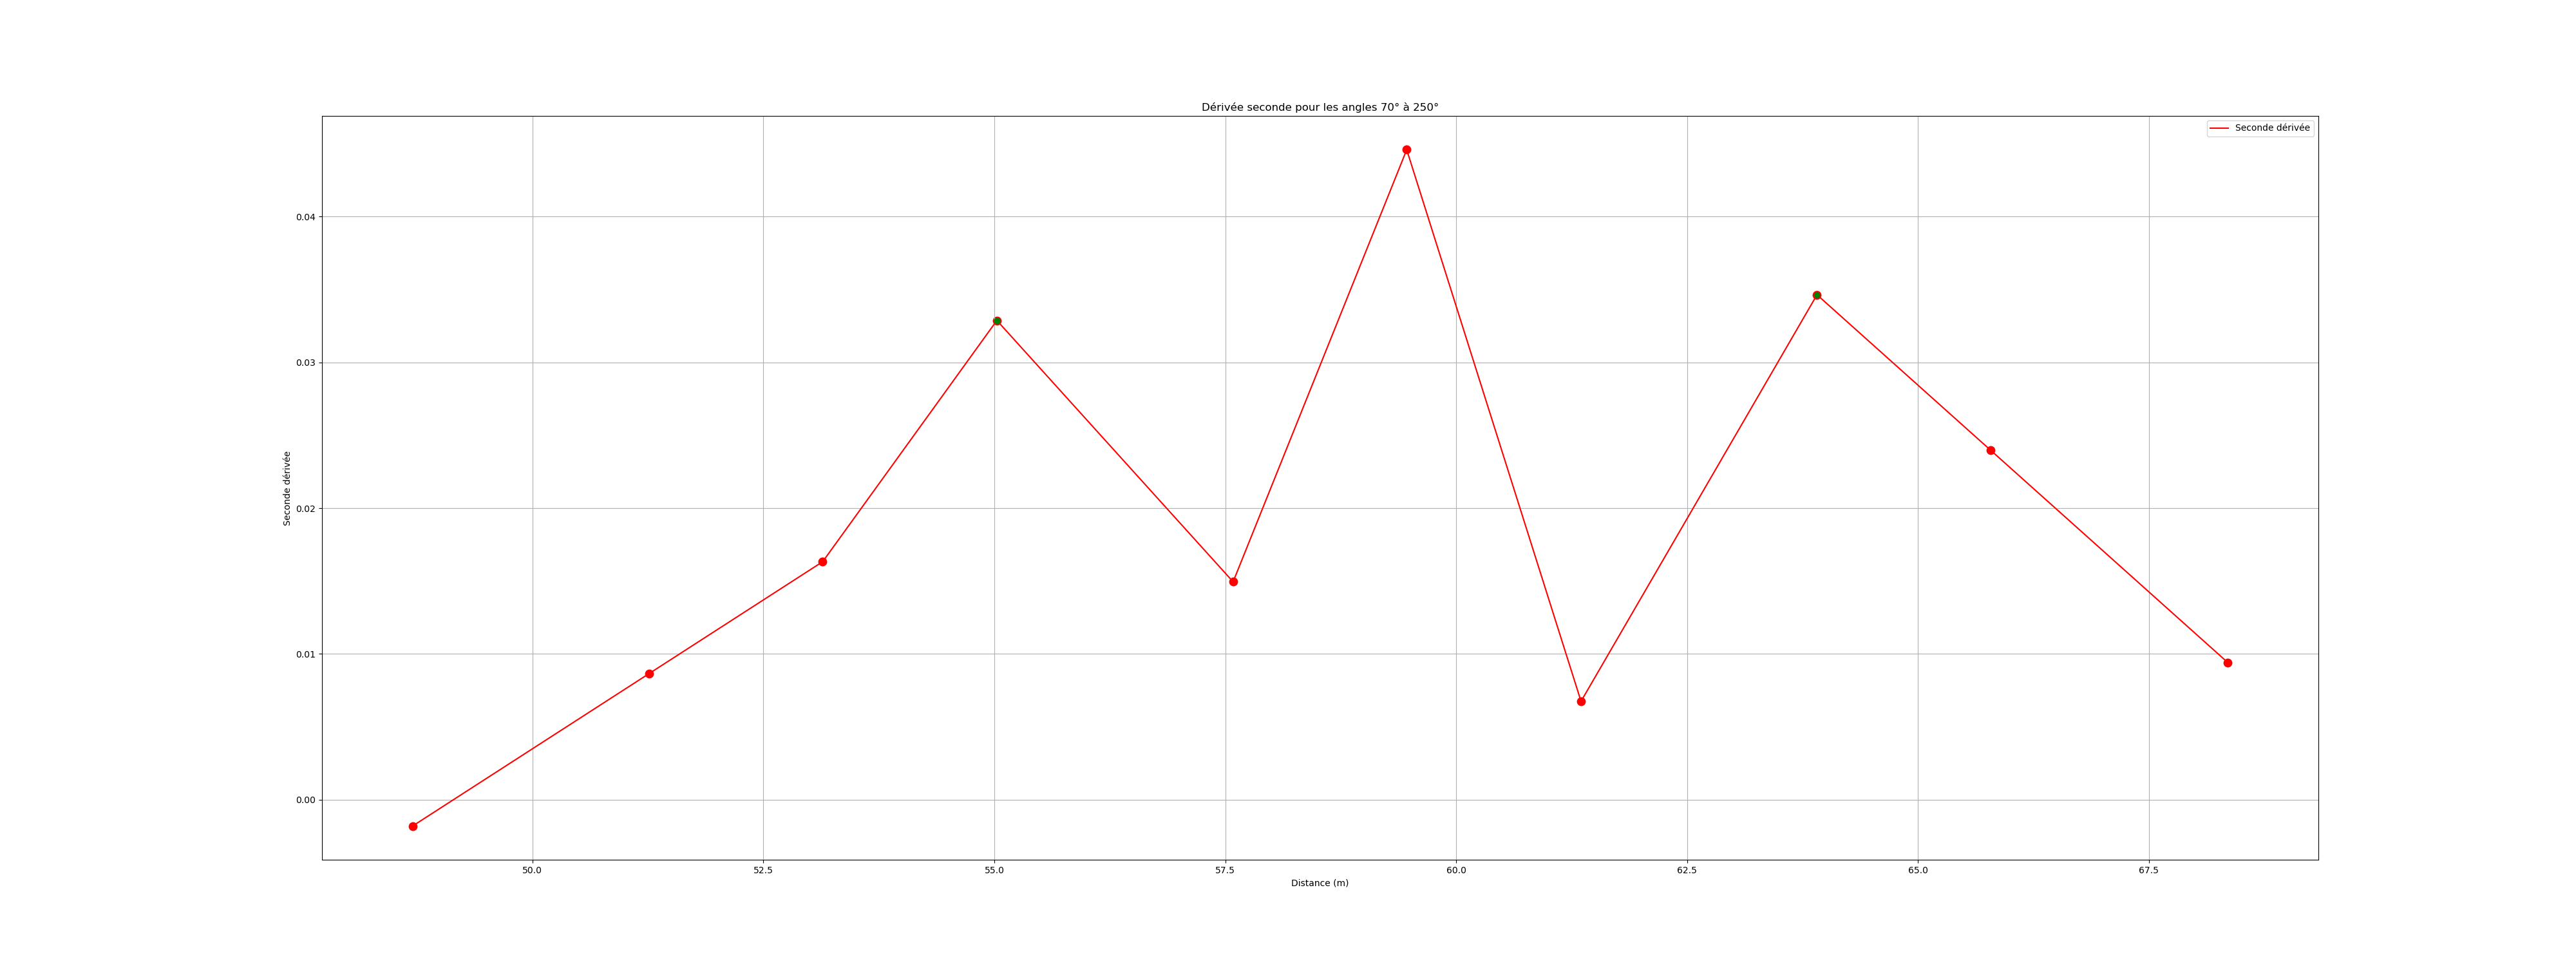 Dérivée seconde pour les angles 70° à 250°
Seconde dérivée
0.04
0.03
0.02
0.01
0.00
Seconde dérivée
50.0 52.5 55.0 57.5 60.0 62.5 65.0 67.5
Distance (m)